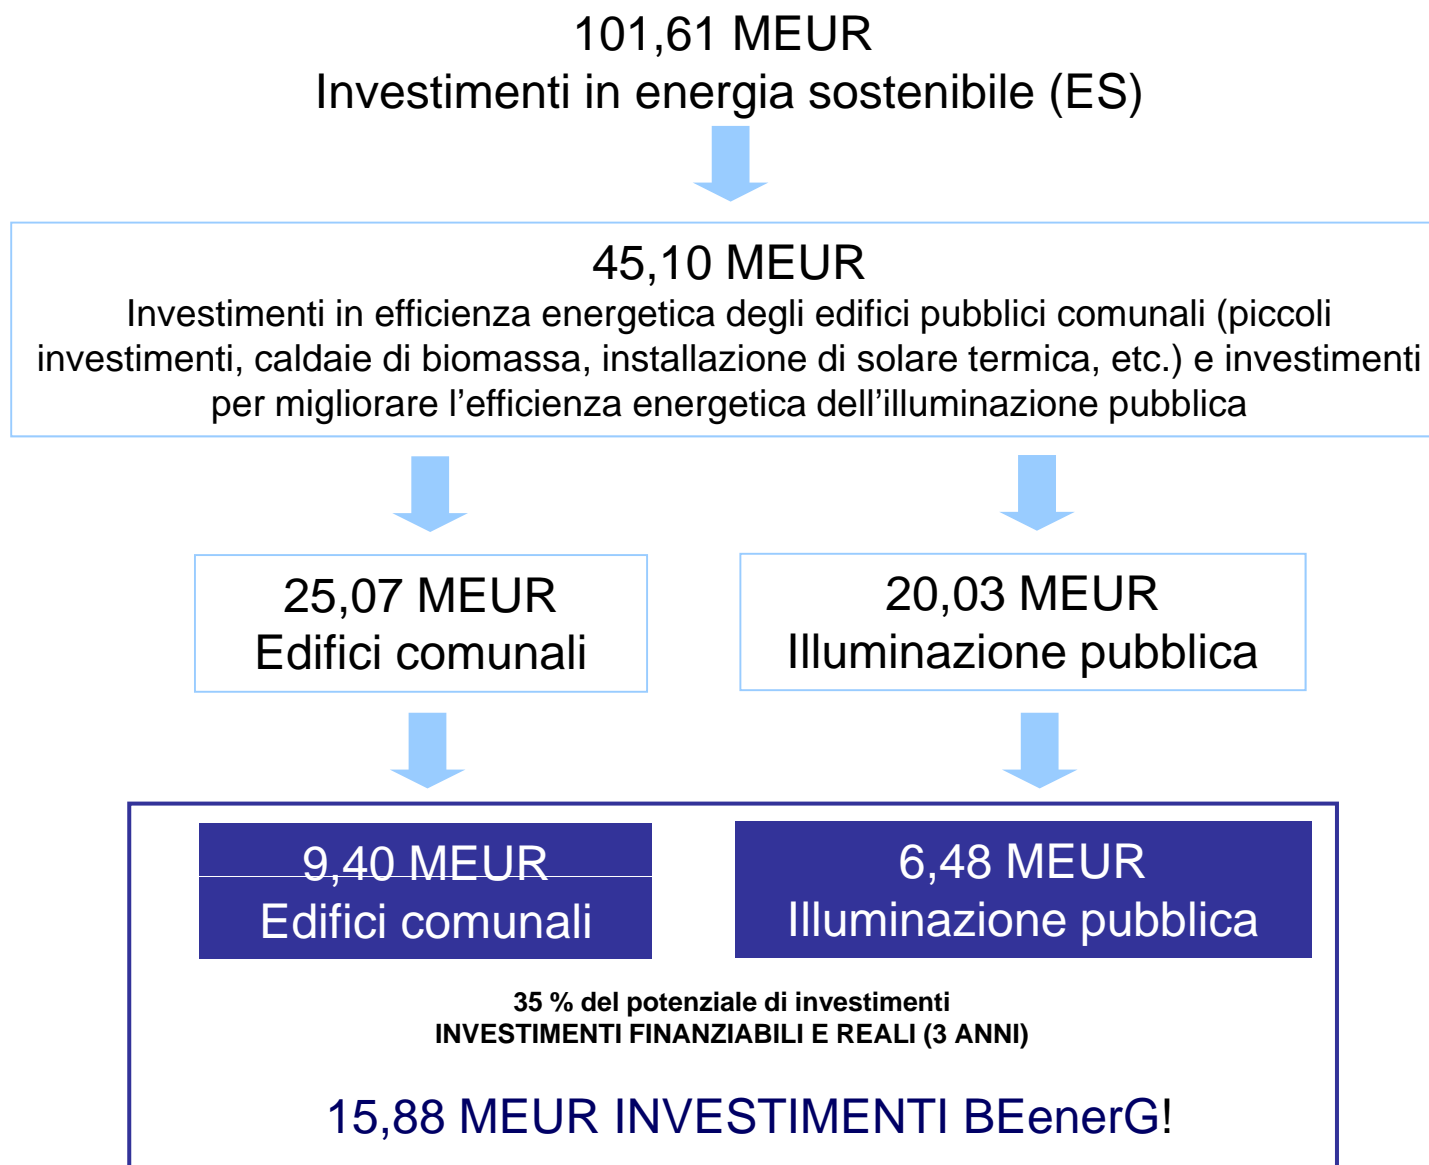 101,61 MEUR
Investimenti in energia sostenibile (ES)
45,10 MEUR
Investimenti in efficienza energetica degli edifici pubblici comunali (piccoli
investimenti, caldaie di biomassa, installazione di solare termica, etc.) e investimenti
per migliorare l’efficienza energetica dell’illuminazione pubblica
25,07 MEUR
Edifici comunali
20,03 MEUR
Illuminazione pubblica
9,40 MEUR
Edifici comunali
6,48 MEUR
Illuminazione pubblica
35 % del potenziale di investimenti
INVESTIMENTI FINANZIABILI E REALI (3 ANNI)
15,88 MEUR INVESTIMENTI BEenerG!